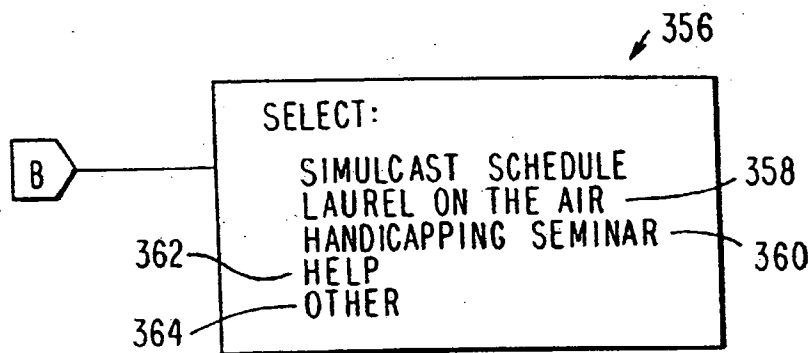 356
SELECT:
B
SIMULCAST SCHEDULE
LAUREL ON THE AIR 358
HANDICAPPING SEMINAR 360
362 HELP
364 OTHER